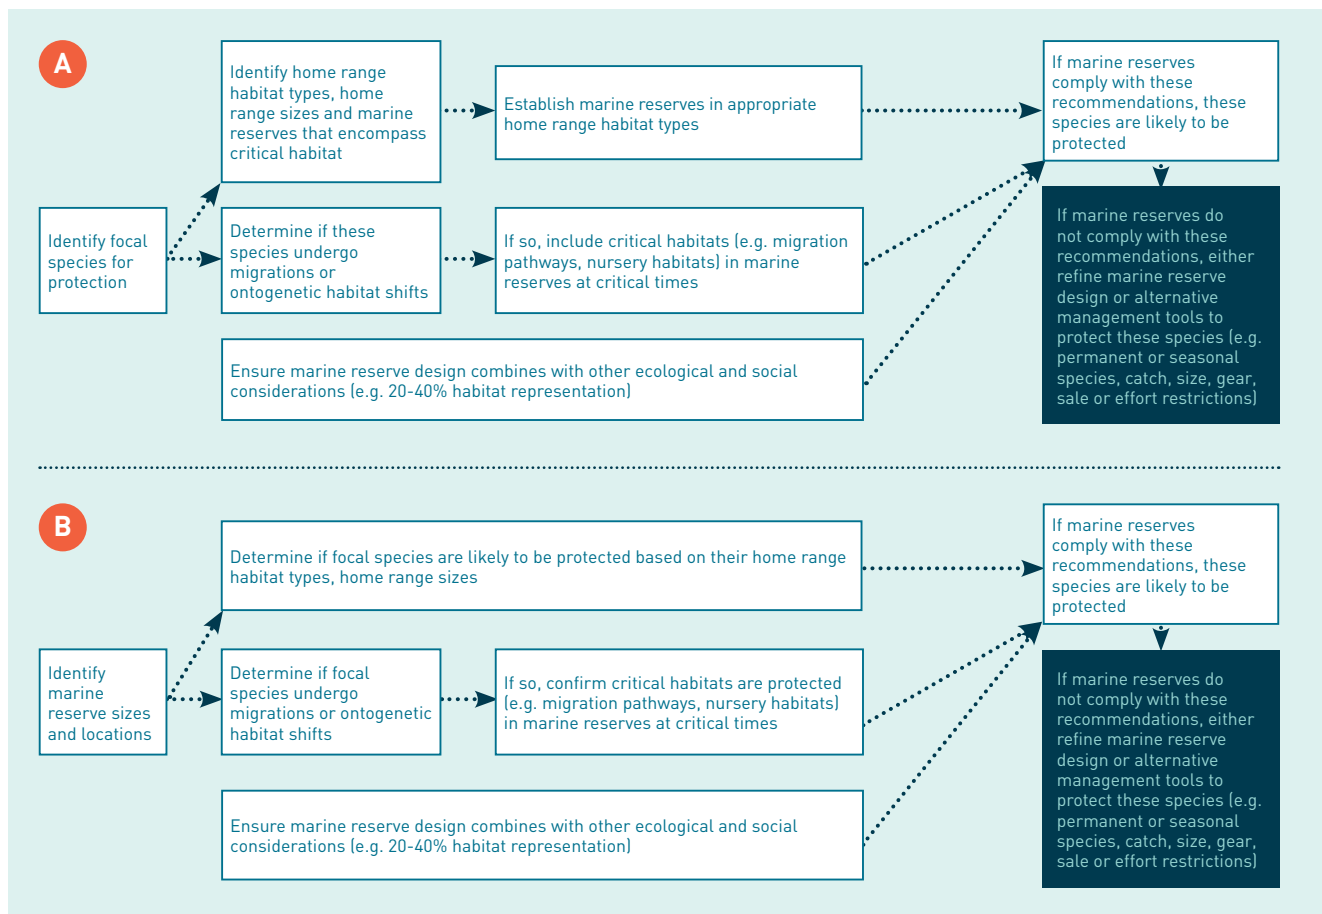 A
Identify home range
habitat types, home
range sizes and marine
reserves that encompass
critical habitat
Establish marine reserves in appropriate
home range habitat types
If marine reserves
comply with these
recommendations, these
species are likely to be
protected
Identify focal
species for
protection
Determine if these
species undergo
migrations or
ontogenetic habitat shifts
If so, include critical habitats (e.g. migration
pathways, nursery habitats) in marine
reserves at critical times
If marine reserves do
not comply with these
recommendations, either
refine marine reserve
design or alternative
management tools to
protect these species (e.g.
permanent or seasonal
species, catch, size, gear,
sale or effort restrictions)
Ensure marine reserve design combines with other ecological and social
considerations (e.g. 20-40% habitat representation)
B
Determine if focal species are likely to be protected based on their home range
habitat types, home range sizes
If marine reserves
comply with these
recommendations, these
species are likely to be
protected
Identify
marine
reserve sizes
and locations
Determine if focal
species undergo
migrations or ontogenetic
habitat shifts
If so, confirm critical habitats are protected
(e.g. migration pathways, nursery habitats)
in marine reserves at critical times
If marine reserves do
not comply with these
recommendations, either
refine marine reserve
design or alternative
management tools to
protect these species (e.g.
permanent or seasonal
species, catch, size, gear,
sale or effort restrictions)
Ensure marine reserve design combines with other ecological and social
considerations (e.g. 20-40% habitat representation)